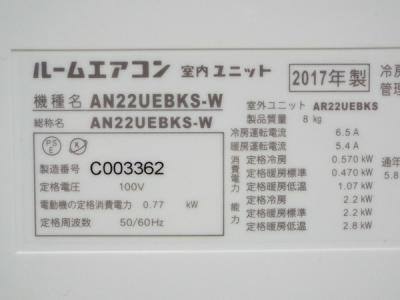 ルームエアコン 室内ユニット 2017年製 冷房
管理
機種名 AN22UEBKS-W
総称名 AN22UEBKS-W
PS
E
製造番号 C003362
定格電圧 100V
電動機の定格消費電力 0.77 kW
定格周波数 50/60Hz
室外ユニット AR22UEBKS
製品質量 8 kg
冷房運転電流 6.5 A
暖房運転電流 5.4 A
消費電力 定格冷房 0.570 kW
定格暖房標準 0.470 kW
定格暖房低温 1.07 kW
能力 定格冷房 2.2 kW
定格暖房標準 2.2 kW
定格暖房低温 2.8 kW
通年
5.8